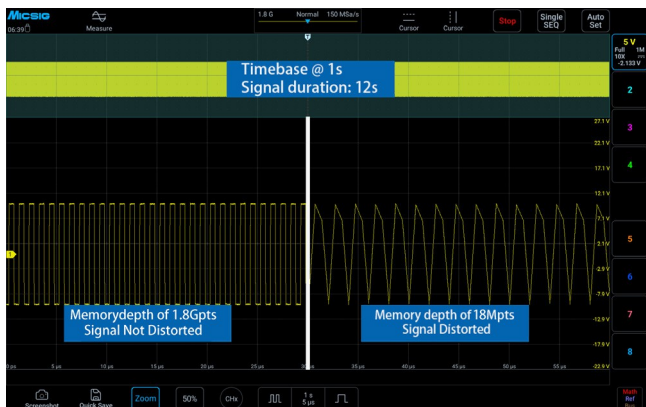 Micsig
06:39
Measure
1.8 G Normal 150 MSa/s
Cursor
Cursor
Stop
Single SEQ
Auto Set
5 V
Full 1M
10X
-2.133 V
2
3
4
5
6
7
8
Timebase @ 1s
Signal duration: 12s
27.1 V
22.1 V
17.1 V
12.1 V
7.1 V
2.1 V
-2.9 V
-7.9 V
-12.9 V
-17.9 V
-22.9 V
1
Memorydepth of 1.8Gpts
Signal Not Distorted
Memory depth of 18Mpts
Signal Distorted
0 ps
5 μs
10 μs
15 μs
20 μs
25 μs
35 μs
40 μs
45 μs
50 μs
55 μs
Screenshot
Quick Save
Zoom
50%
CHx
1 s
5 μs
Math
Ref